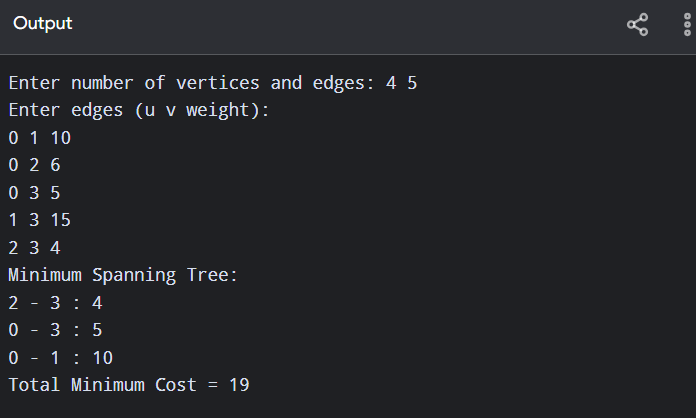 Output
Enter number of vertices and edges: 4 5
Enter edges (u v weight):
0 1 10
0 2 6
0 3 5
1 3 15
2 3 4
Minimum Spanning Tree:
2 - 3 : 4
0 - 3 : 5
0 - 1 : 10
Total Minimum Cost = 19